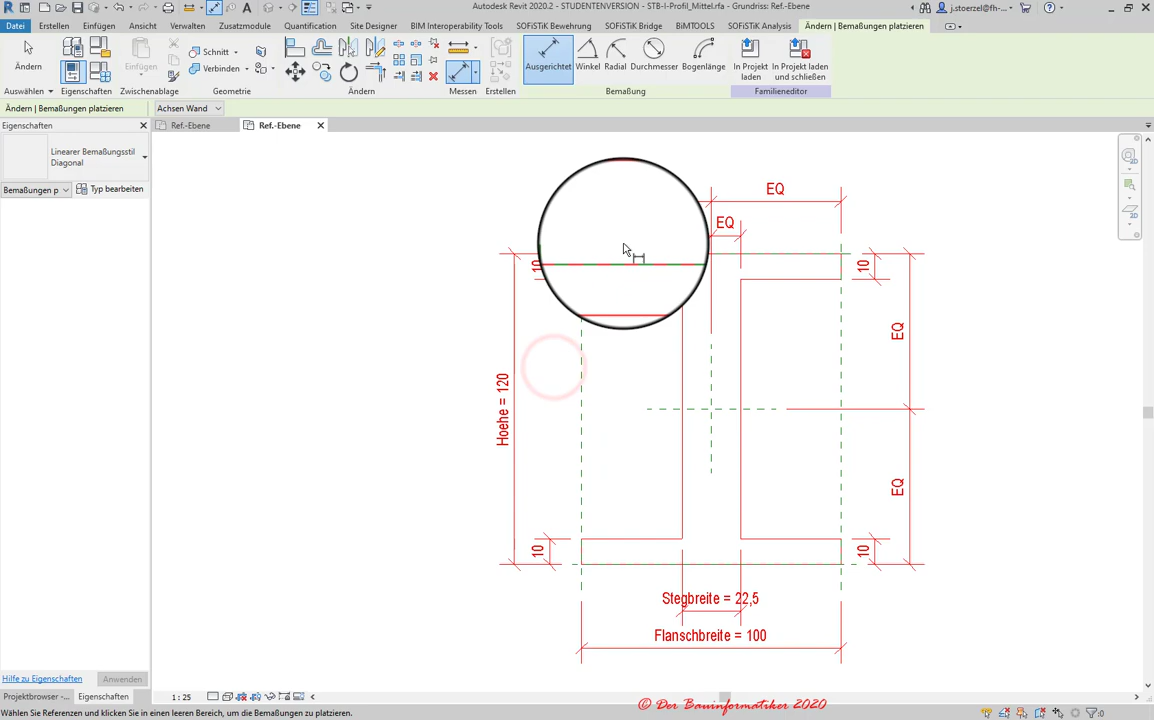 Autodesk Revit 2020.2 - STUDENTENVERSION - STB-I-Profil_Mittel.rfa - Grundriss: Ref.-Ebene
j.stoerzel@fh-...
Datei Erstellen Einfügen Ansicht Verwalten Zusatzmodule Quantification Site Designer BIM Interoperability Tools SOFiSTiK Bewehrung SOFiSTiK Bridge BiMTOOLS SOFiSTiK Analysis Ändern | Bemaßungen platzieren
Ändern Einfügen Schnitt Verbinden Ausgerichtet Winkel Radial Durchmesser Bogenlänge In Projekt laden In Projekt laden und schließen
Auswählen Eigenschaften Zwischenablage Geometrie Ändern Messen Erstellen Bemaßung Familieneditor
Ändern | Bemaßungen platzieren Achsen Wand
Eigenschaften Ref.-Ebene Ref.-Ebene
Linearer Bemaßungsstil
Diagonal
Bemaßungen p Typ bearbeiten
EQ
EQ
10
10
EQ
Hoehe = 120
EQ
10
10
Stegbreite = 22,5
Flanschbreite = 100
Hilfe zu Eigenschaften Anwenden
Projektbrowser -... Eigenschaften 1 : 25
© Der Bauinformatiker 2020
Wählen Sie Referenzen und klicken Sie in einen leeren Bereich, um die Bemaßungen zu platzieren. :0